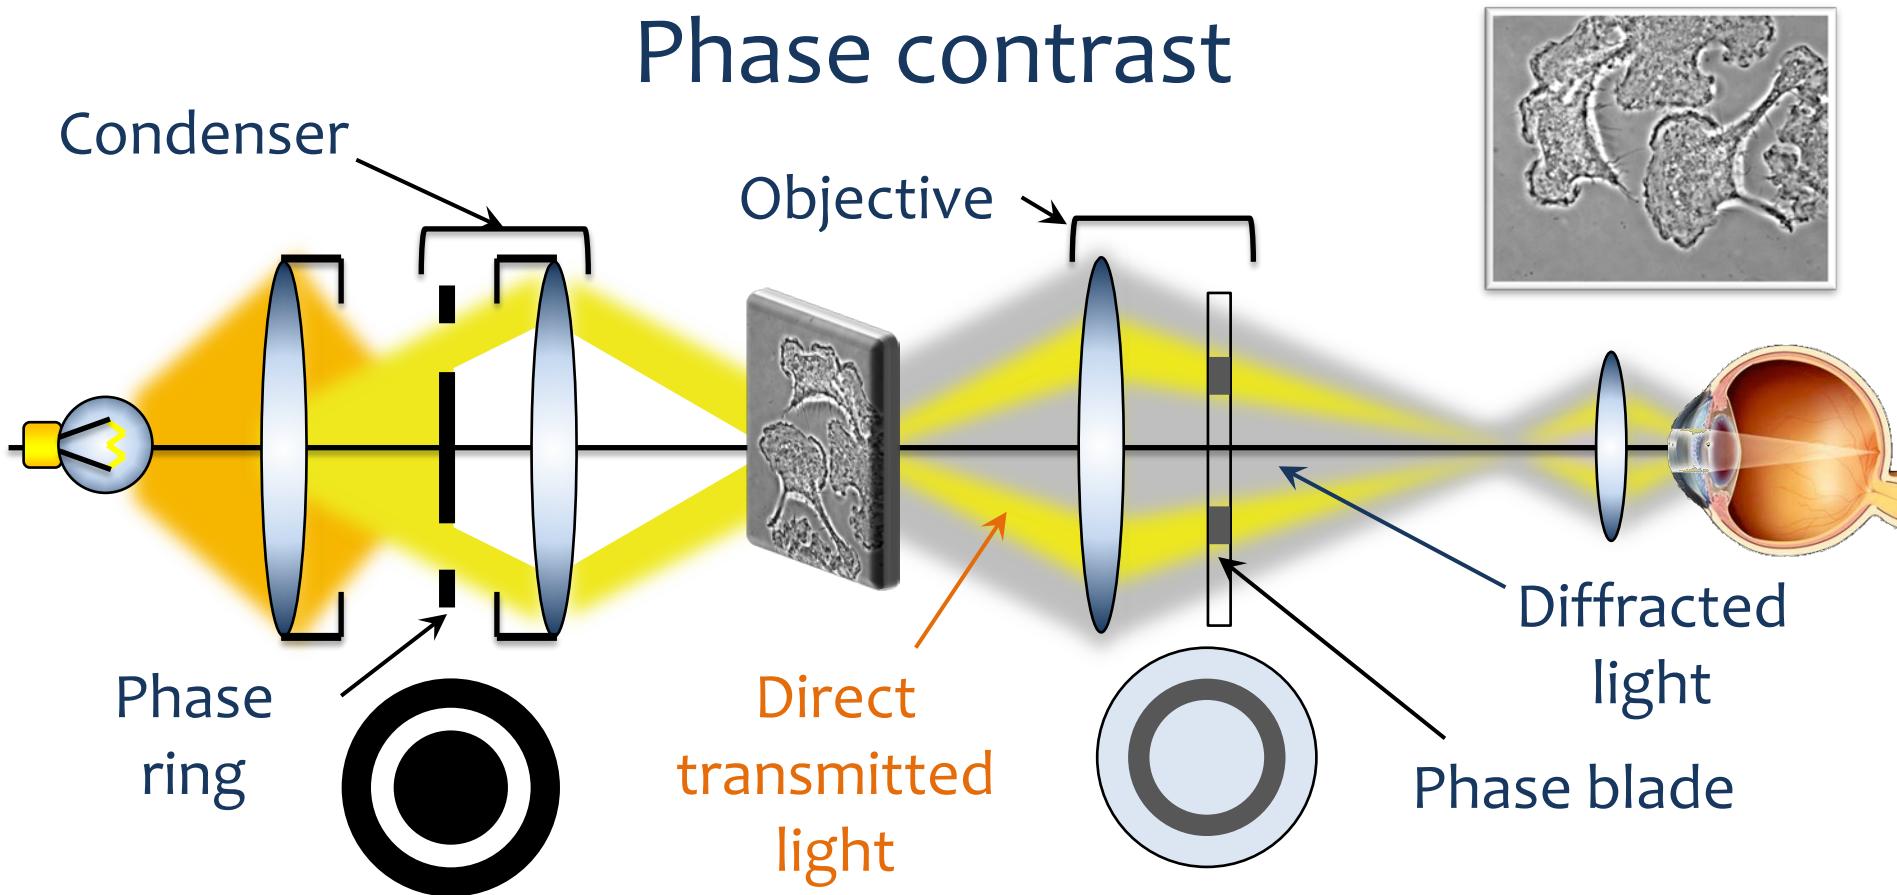 Phase contrast
Condenser
Objective
Phase
ring
Direct
transmitted
light
Diffracted
light
Phase blade